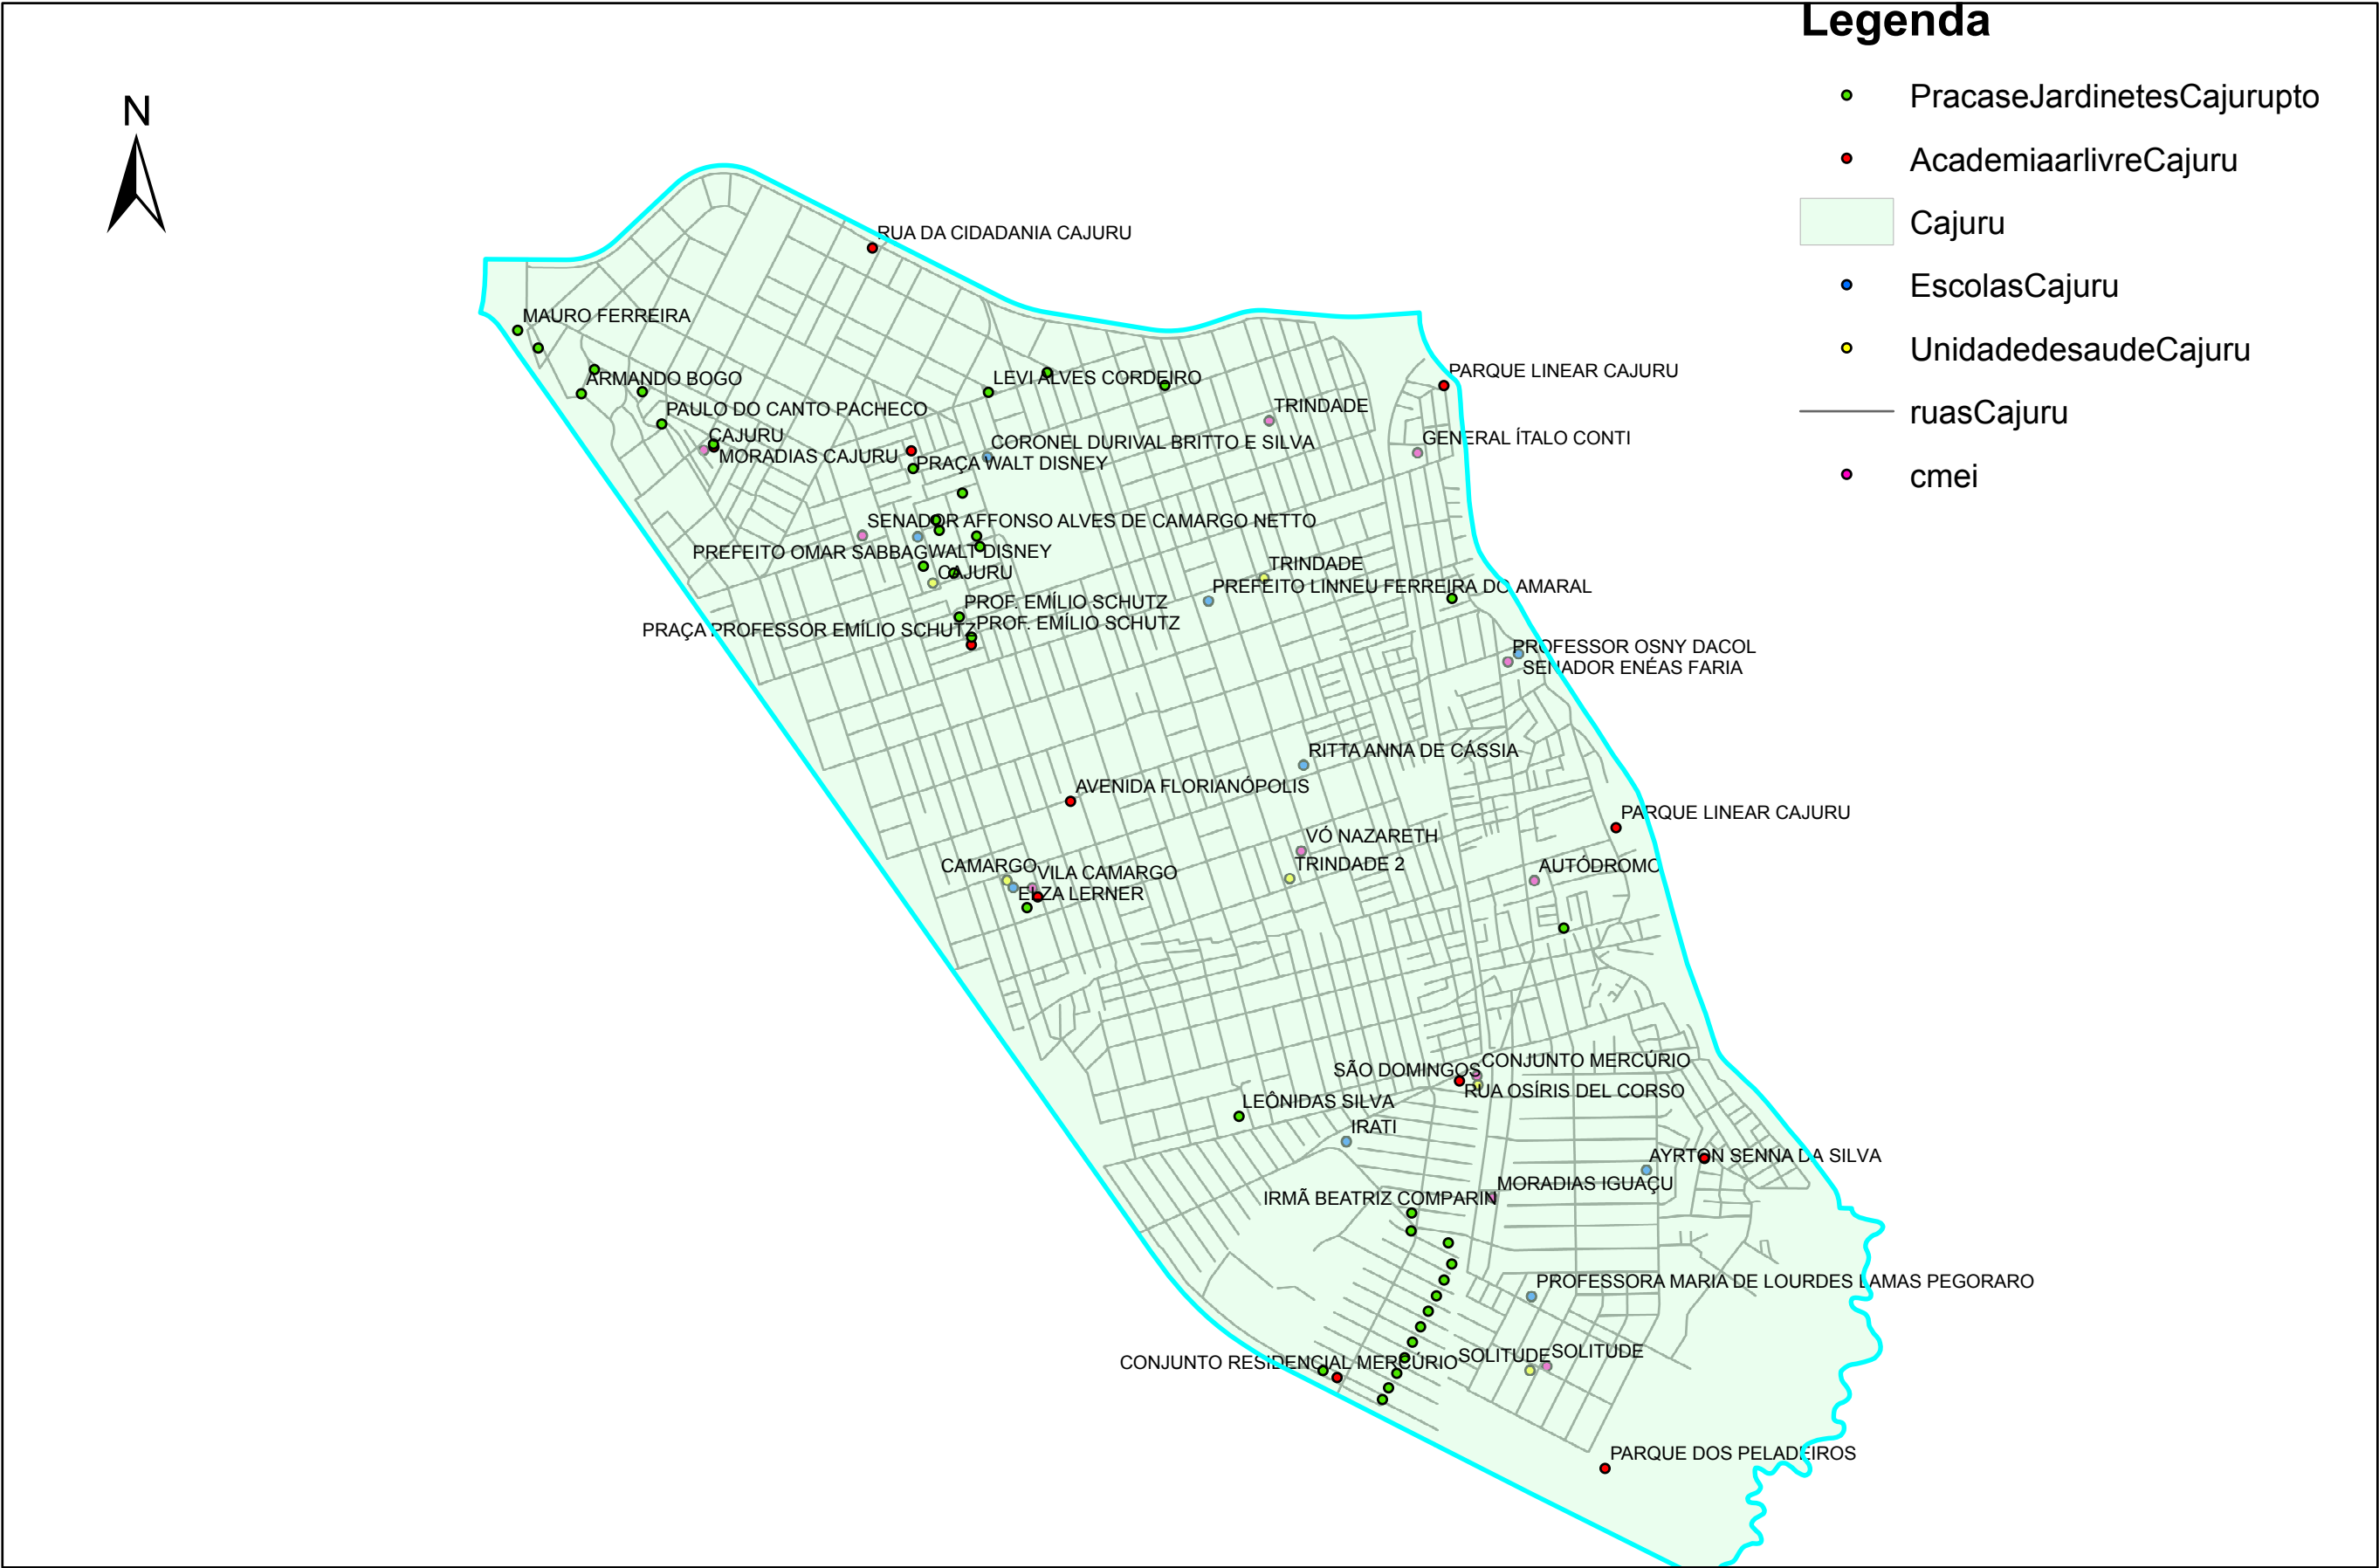 Legenda
N
PracaseJardinetesCajurupto
AcademiaarlivreCajuru
Cajuru
EscolasCajuru
UnidadedesaudeCajuru
ruasCajuru
cmei
RUA DA CIDADANIA CAJURU
MAURO FERREIRA
ARMANDO BOGO
LEVI ALVES CORDEIRO
PARQUE LINEAR CAJURU
PAULO DO CANTO PACHECO
TRINDADE
CAJURU
CORONEL DURIVAL BRITTO E SILVA
GENERAL ÍTALO CONTI
MORADIAS CAJURU
PRAÇA WALT DISNEY
SENADOR AFFONSO ALVES DE CAMARGO NETTO
PREFEITO OMAR SABBAG
WALT DISNEY
CAJURU
TRINDADE
PREFEITO LINNEU FERREIRA DO AMARAL
PROF. EMÍLIO SCHUTZ
PRAÇA PROFESSOR EMÍLIO SCHUTZ
PROF. EMÍLIO SCHUTZ
PROFESSOR OSNY DACOL
SENADOR ENÉAS FARIA
RITTA ANNA DE CÁSSIA
AVENIDA FLORIANÓPOLIS
PARQUE LINEAR CAJURU
VÓ NAZARETH
CAMARGO
VILA CAMARGO
TRINDADE 2
AUTÓDROMO
ELZA LERNER
SÃO DOMINGOS
CONJUNTO MERCÚRIO
RUA OSÍRIS DEL CORSO
LEÔNIDAS SILVA
IRATI
AYRTON SENNA DA SILVA
MORADIAS IGUAÇU
IRMÃ BEATRIZ COMPARIN
PROFESSORA MARIA DE LOURDES LAMAS PEGORARO
CONJUNTO RESIDENCIAL MERCÚRIO
SOLITUDE
SOLITUDE
PARQUE DOS PELADEIROS